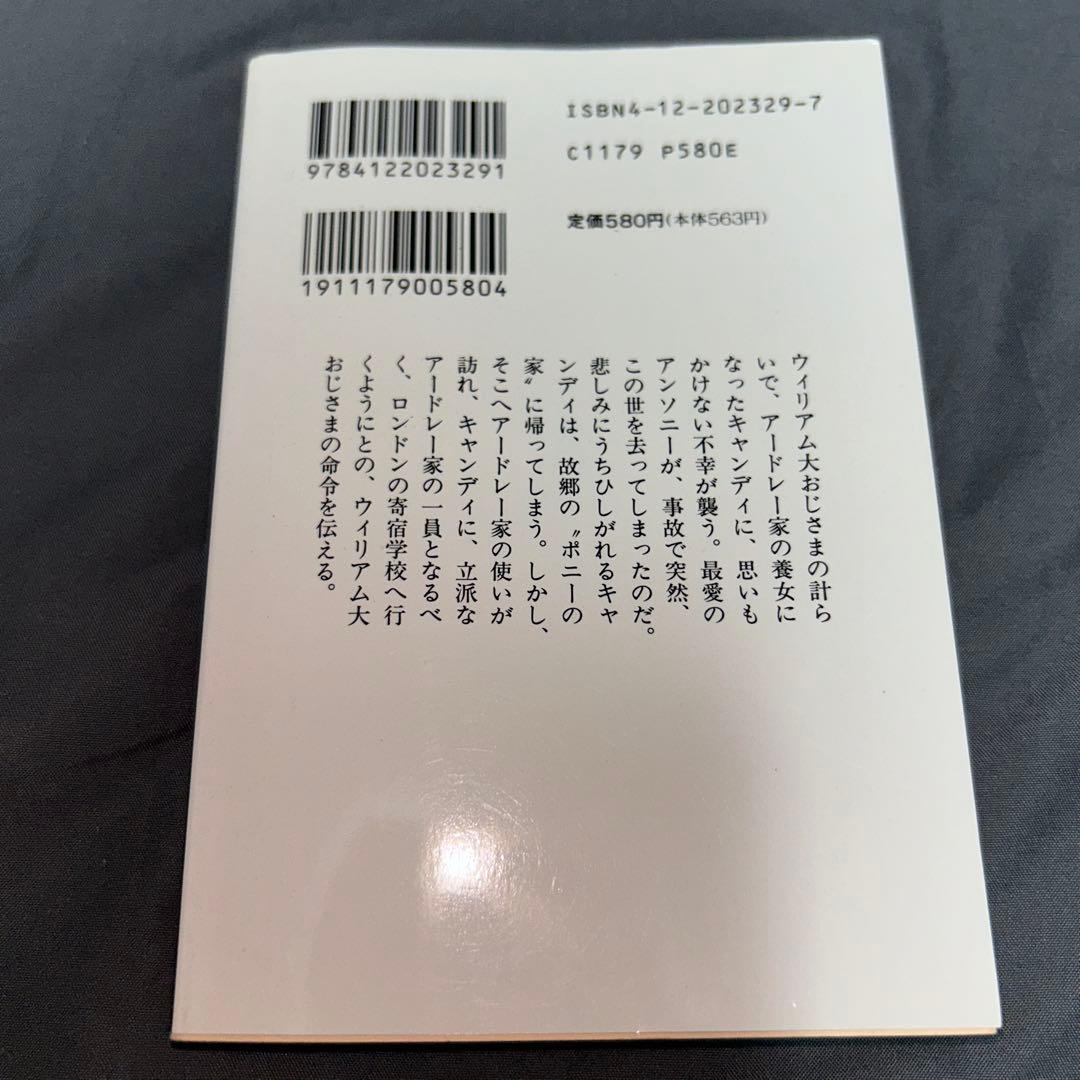 9784122023291
ISBN4-12-202329-7
C1179 P580E
1911179005804
定価580円(本体563円)
ウィリアム大おじさまの計ら
いで、アードレー家の養女に
なったキャンディに、思いも
かけない不幸が襲う。最愛の
アンソニーが、事故で突然、
この世を去ってしまったのだ。
悲しみにうちひしがれるキャ
ンディは、故郷の〝ポニーの
家〟に帰ってしまう。しかし、
そこへアードレー家の使いが
訪れ、キャンディに、立派な
アードレー家の一員となるべ
く、ロンドンの寄宿学校へ行
くようにとの、ウィリアム大
おじさまの命令を伝える。